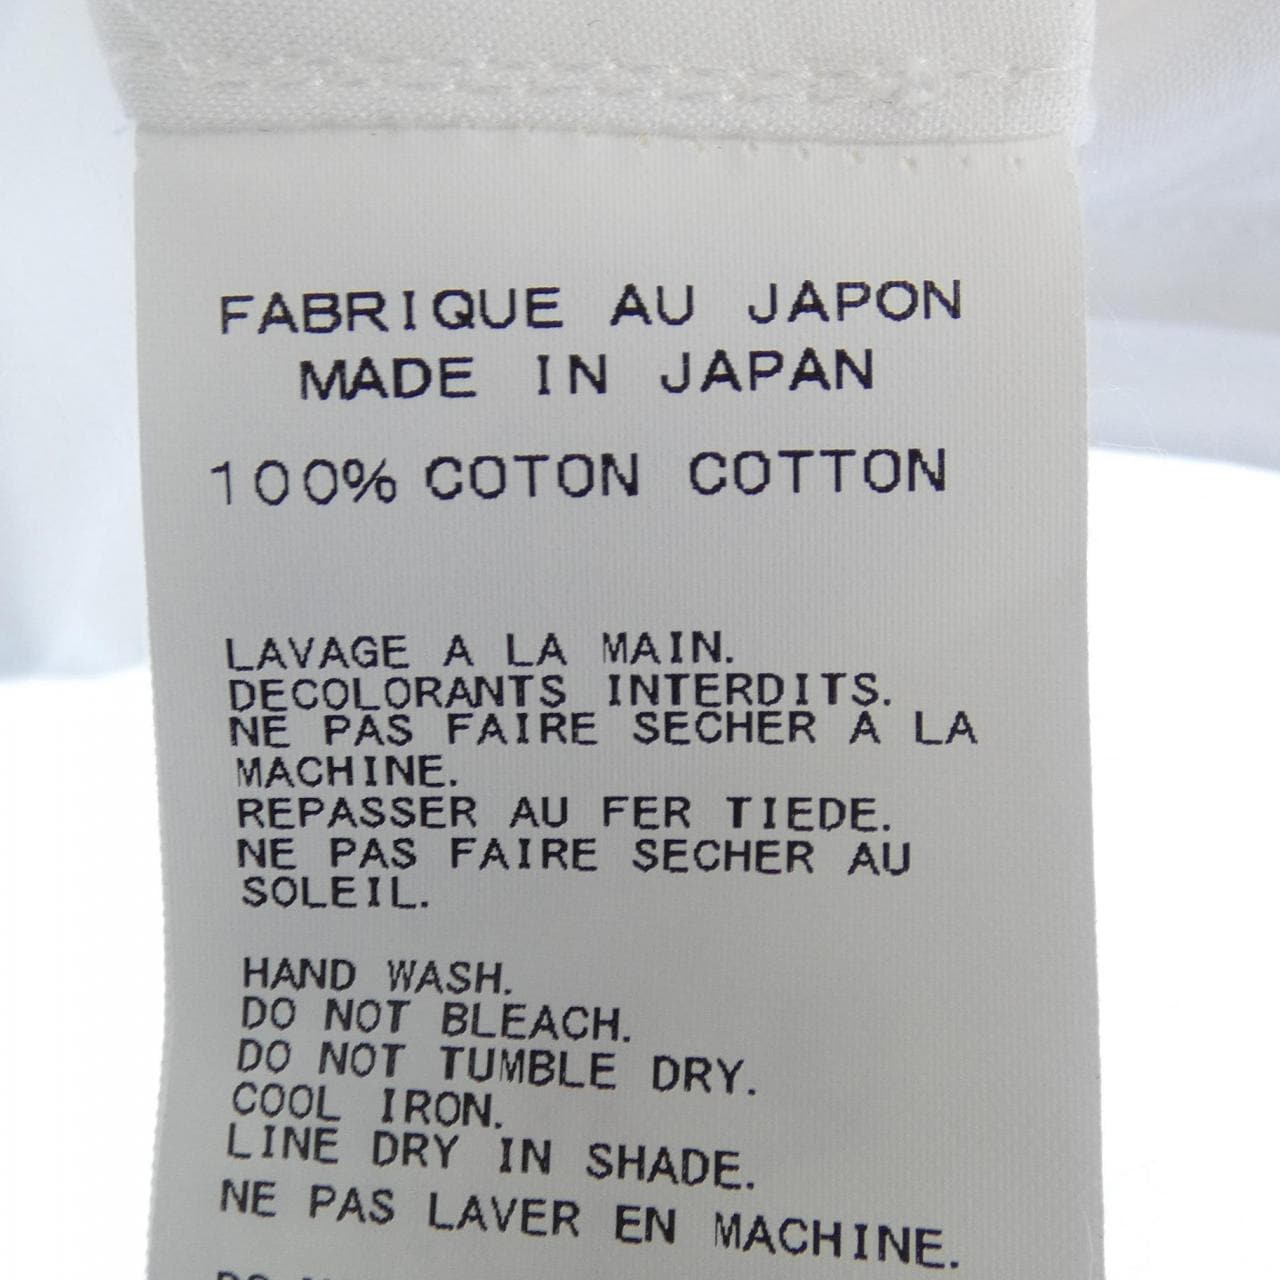 FABRIQUE AU JAPON
MADE IN JAPAN
100% COTON COTTON
LAVAGE A LA MAIN.
DECOLORANTS INTERDITS.
NE PAS FAIRE SECHER A LA
MACHINE.
REPASSER AU FER TIEDE.
NE PAS FAIRE SECHER AU
SOLEIL.
HAND WASH.
DO NOT BLEACH.
DO NOT TUMBLE DRY.
COOL IRON.
LINE DRY IN SHADE.
NE PAS LAVER EN MACHINE.